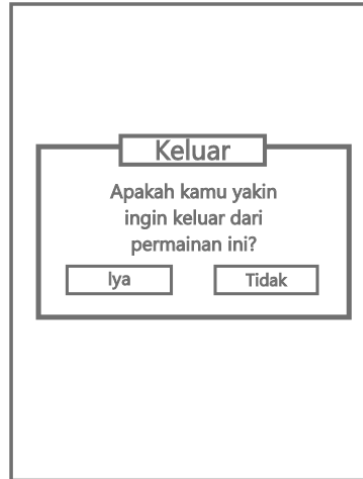 Keluar
Apakah kamu yakin
ingin keluar dari
permainan ini?
Iya
Tidak